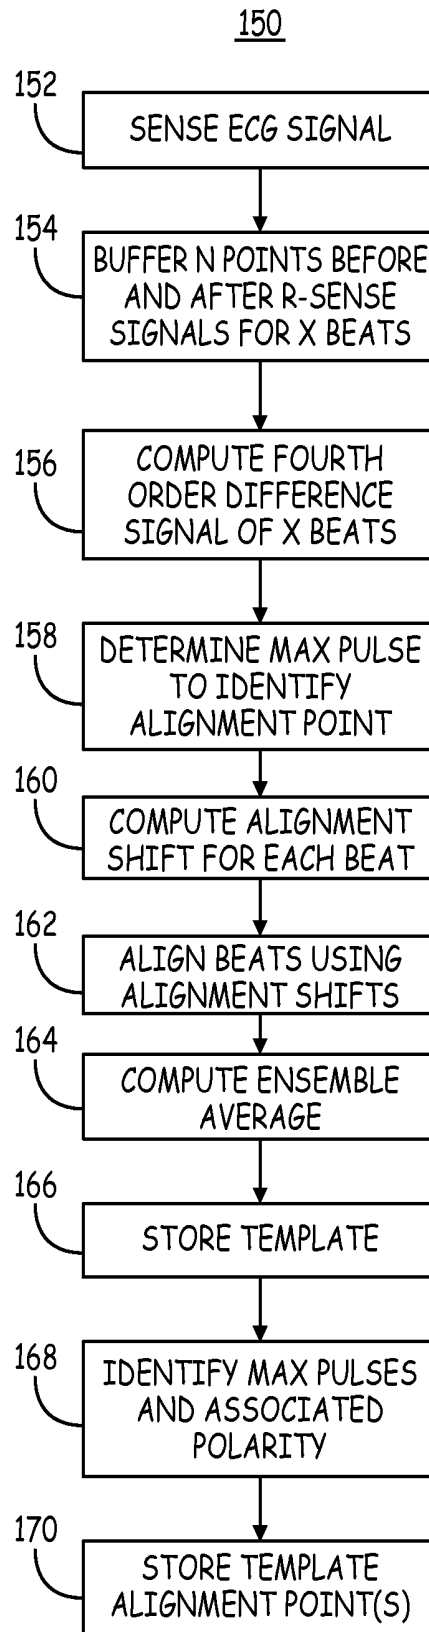 150
152
SENSE ECG SIGNAL
154
BUFFER N POINTS BEFORE
AND AFTER R-SENSE
SIGNALS FOR X BEATS
156
COMPUTE FOURTH
ORDER DIFFERENCE
SIGNAL OF X BEATS
158
DETERMINE MAX PULSE
TO IDENTIFY
ALIGNMENT POINT
160
COMPUTE ALIGNMENT
SHIFT FOR EACH BEAT
162
ALIGN BEATS USING
ALIGNMENT SHIFTS
164
COMPUTE ENSEMBLE
AVERAGE
166
STORE TEMPLATE
168
IDENTIFY MAX PULSES
AND ASSOCIATED
POLARITY
170
STORE TEMPLATE
ALIGNMENT POINT(S)